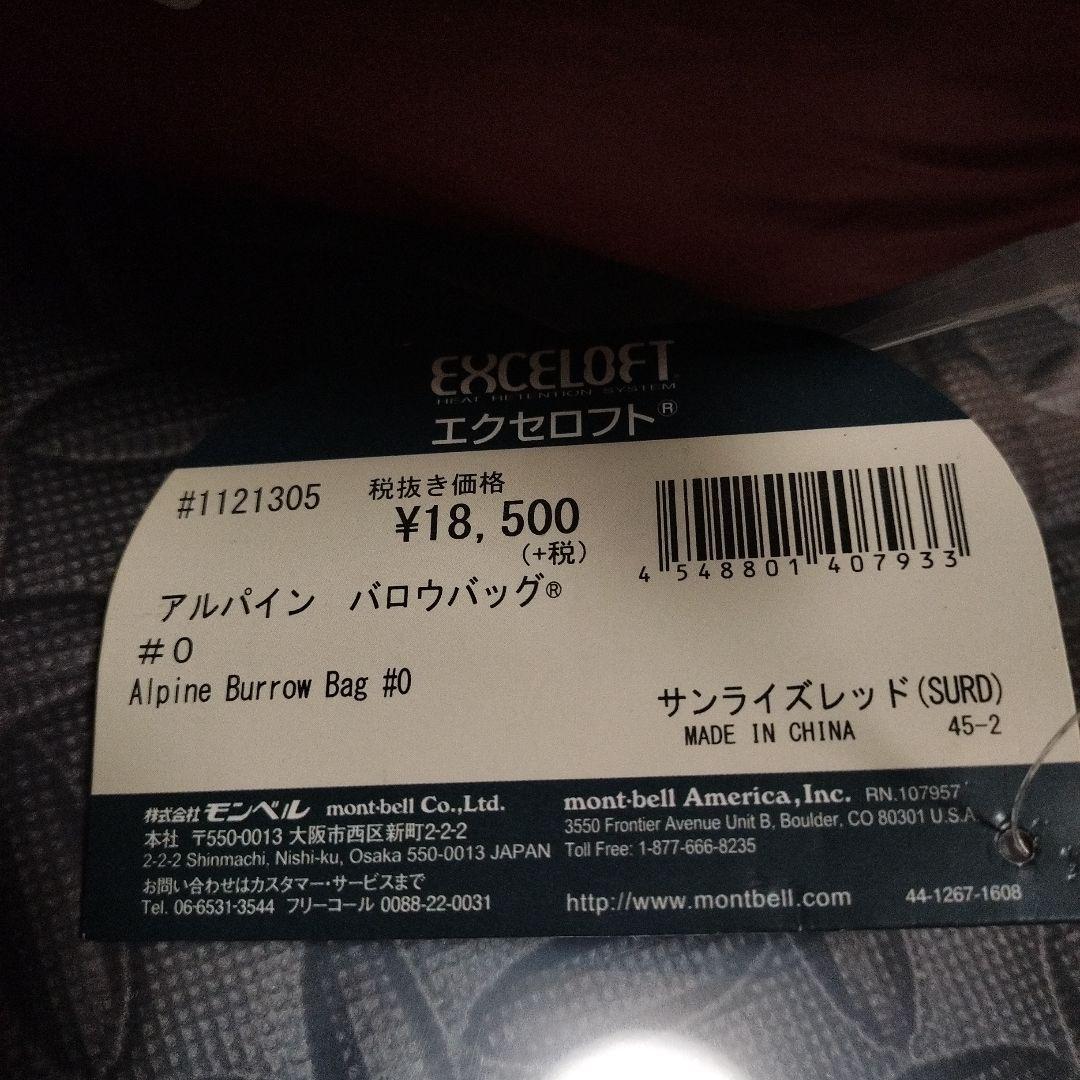 EXCELOFT
HEAT RETENTION SYSTEM
エクセロフト®
#1121305 税抜き価格
¥18,500
(+税)
4 548801 407933
アルパイン バロウバッグ®
#0
Alpine Burrow Bag #0
サンライズレッド(SURD)
MADE IN CHINA 45-2
株式会社 モンベル mont-bell Co.,Ltd.
本社 〒550-0013 大阪市西区新町2-2-2
2-2-2 Shinmachi, Nishi-ku, Osaka 550-0013 JAPAN
お問い合わせはカスタマー・サービスまで
Tel. 06-6531-3544 フリーコール 0088-22-0031
mont-bell America, Inc. RN.107957
3550 Frontier Avenue Unit B, Boulder, CO 80301 U.S.A.
Toll Free: 1-877-666-8235
http://www.montbell.com 44-1267-1608